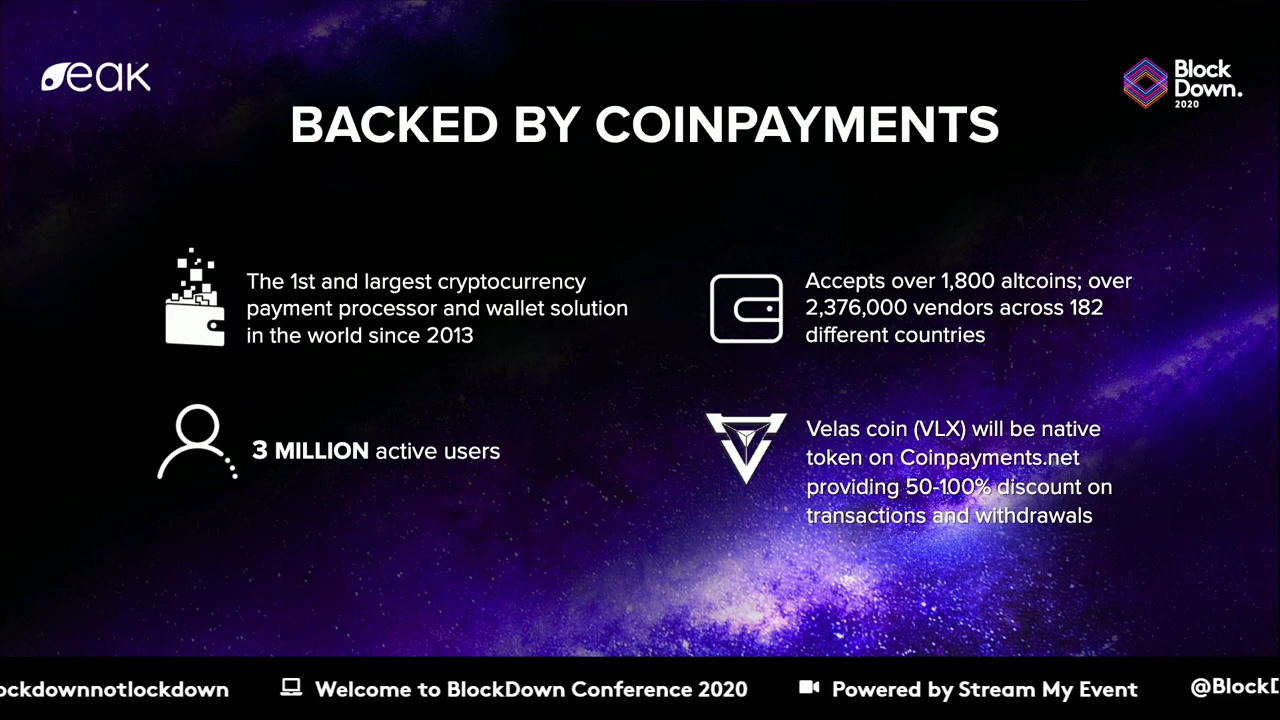 eak
Block
Down.
2020
BACKED BY COINPAYMENTS
The 1st and largest cryptocurrency
payment processor and wallet solution
in the world since 2013
Accepts over 1,800 altcoins; over
2,376,000 vendors across 182
different countries
3 MILLION active users
Velas coin (VLX) will be native
token on Coinpayments.net
providing 50-100% discount on
transactions and withdrawals
ockdownnotlockdown Welcome to BlockDown Conference 2020 Powered by Stream My Event @BlockD